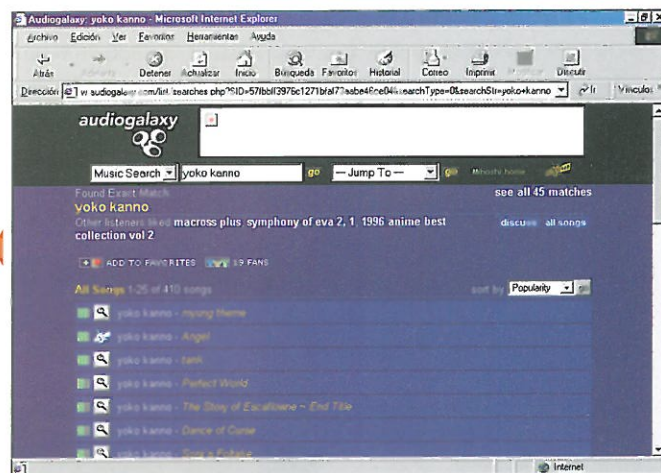 Audiogalaxy: yoko kanno - Microsoft Internet Explorer
Archivo Edición Ver Favoritos Herramientas Ayuda
Atrás Detener Actualizar Inicio Búsqueda Favoritos Historial Correo Imprimir Discutir
Dirección Ir Vínculos
audiogalaxy
Music Search yoko kanno go — Jump To — go
Found Exact Match see all 45 matches
yoko kanno
Other listeners liked macross plus, symphony of eva 2, 1, 1996 anime best discuss all songs
collection vol 2
ADD TO FAVORITES 19 FANS
All Songs 1-25 of 410 songs sort by Popularity
yoko kanno - myung theme
yoko kanno - Angel
yoko kanno - tank
yoko kanno - Perfect World
yoko kanno - The Story of Escaflowne ~ End Title
yoko kanno - Dance of Curse
yoko kanno -
Internet